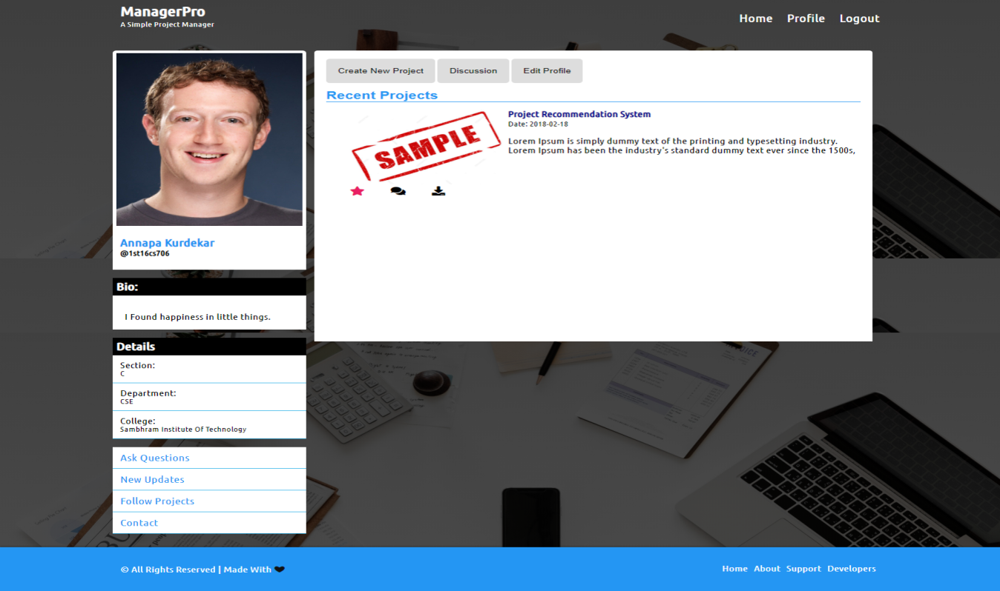 ManagerPro
A Simple Project Manager
Home Profile Logout
Create New Project Discussion Edit Profile
Recent Projects
SAMPLE
Project Recommendation System
Date: 2018-02-18
Lorem Ipsum is simply dummy text of the printing and typesetting industry.
Lorem Ipsum has been the industry's standard dummy text ever since the 1500s,
Annapa Kurdekar
@1st16cs706
Bio:
I Found happiness in little things.
Details
Section:
C
Department:
CSE
College:
Sambhram Institute Of Technology
Ask Questions
New Updates
Follow Projects
Contact
INVOICE
© All Rights Reserved | Made With ❤
Home About Support Developers